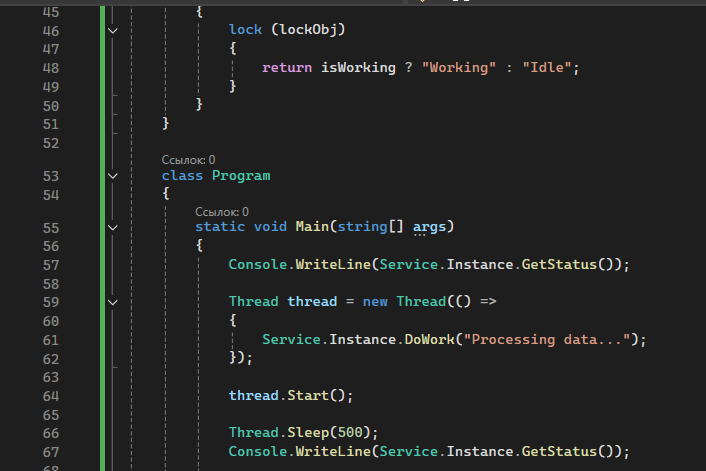 45 {
46 lock (lockObj)
47 {
48 return isWorking ? "Working" : "Idle";
49 }
50 }
51 }
52
Ссылок: 0
53 class Program
54 {
Ссылок: 0
55 static void Main(string[] args)
56 {
57 Console.WriteLine(Service.Instance.GetStatus());
58
59 Thread thread = new Thread(() =>
60 {
61 Service.Instance.DoWork("Processing data...");
62 });
63
64 thread.Start();
65
66 Thread.Sleep(500);
67 Console.WriteLine(Service.Instance.GetStatus());
68